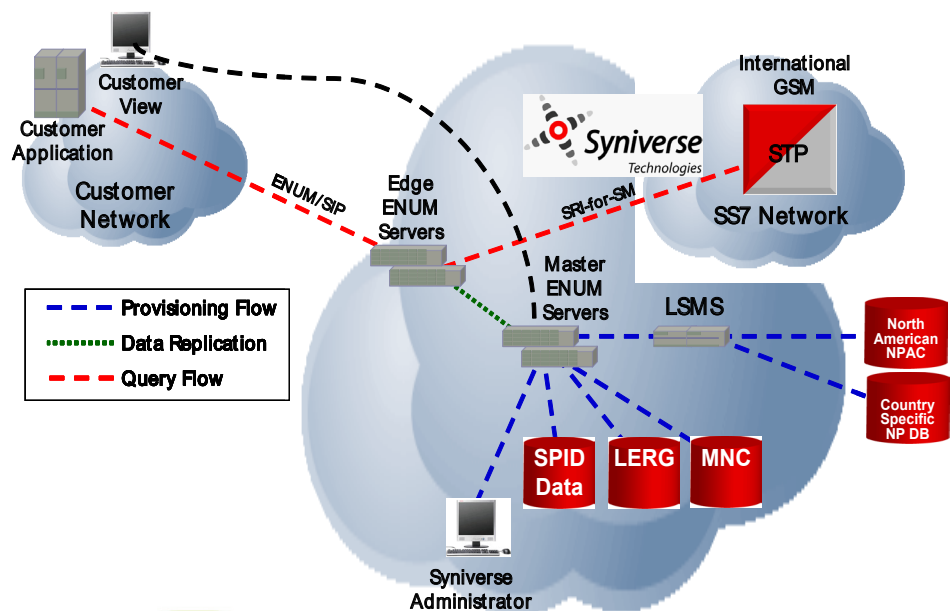 Customer
View
Customer
Application
Customer
Network
ENUM/SIP
Edge
ENUM
Servers
Syniverse
Technologies
International
GSM
STP
SS7 Network
SRI-for-SM
Master
ENUM
Servers
LSMS
North
American
NPAC
Country
Specific
NP DB
Provisioning Flow
Data Replication
Query Flow
SPID
Data
LERG
MNC
Syniverse
Administrator